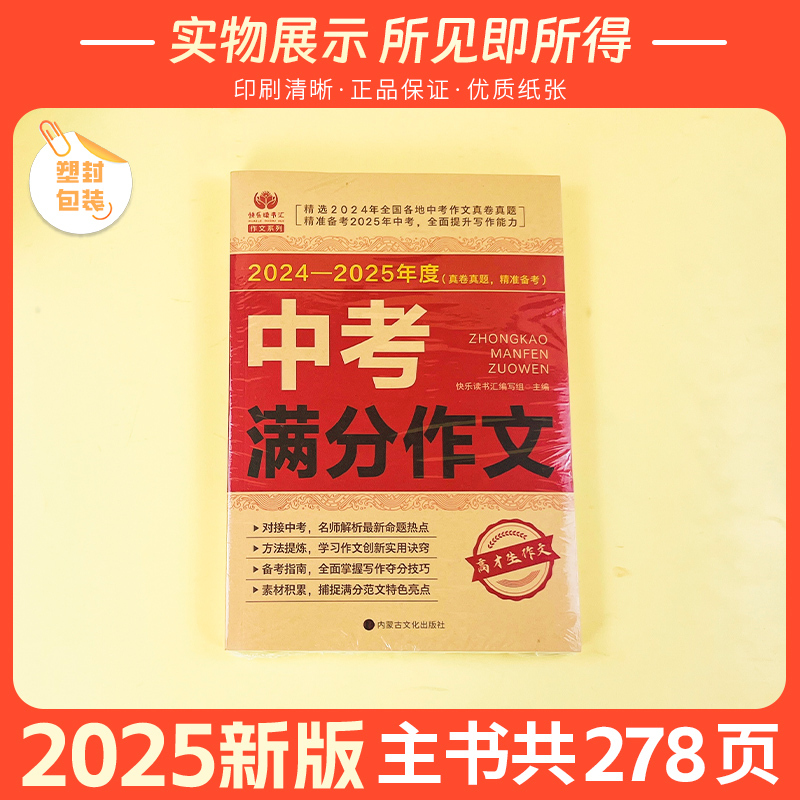 实物展示 所见即所得
印刷清晰·正品保证·优质纸张
塑封
包装
快乐读书汇
作文系列
精选2024年全国各地中考作文真卷真题
精准备考2025年中考，全面提升写作能力
2024—2025年度(真卷真题，精准备考)
中考
ZHONGKAO
MANFEN
ZUOWEN
快乐读书汇编写组 主编
满分作文
▶对接中考，名师解析最新命题热点
▶方法提炼，学习作文创新实用诀窍
▶备考指南，全面掌握写作夺分技巧
▶素材积累，捕捉满分范文特色亮点
高才生作文
内蒙古文化出版社
2025新版 主书共278页